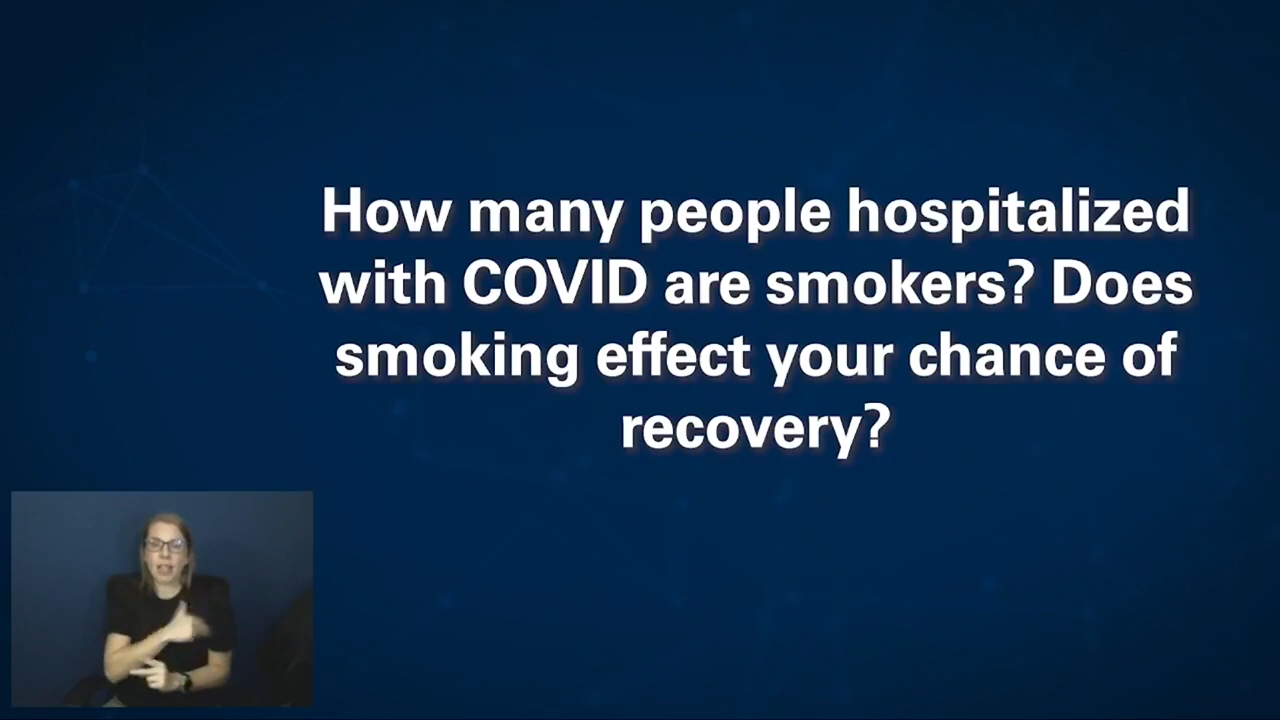 How many people hospitalized
with COVID are smokers? Does
smoking effect your chance of
recovery?